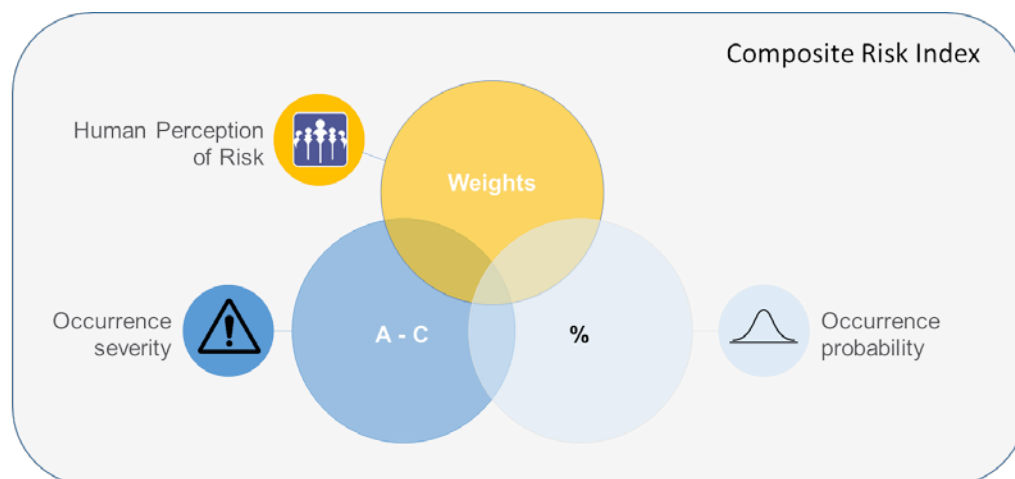 Composite Risk Index
Human Perception
of Risk
Weights
Occurrence
severity
A - C
%
Occurrence
probability